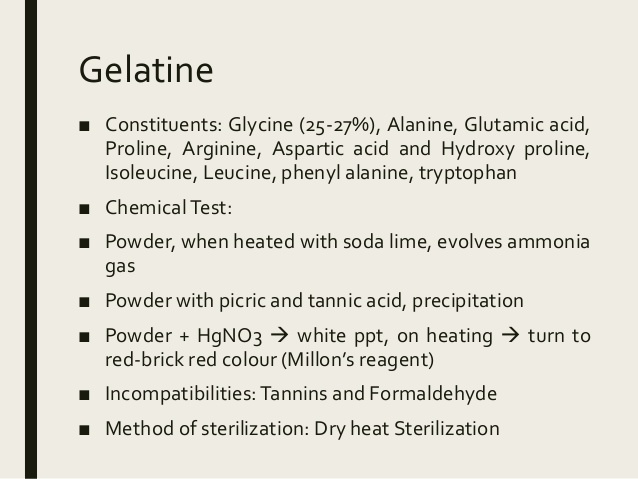 Gelatine
■ Constituents: Glycine (25-27%), Alanine, Glutamic acid,
Proline, Arginine, Aspartic acid and Hydroxy proline,
Isoleucine, Leucine, phenyl alanine, tryptophan
■ Chemical Test:
■ Powder, when heated with soda lime, evolves ammonia
gas
■ Powder with picric and tannic acid, precipitation
■ Powder + HgNO3 → white ppt, on heating → turn to
red-brick red colour (Millon's reagent)
■ Incompatibilities: Tannins and Formaldehyde
■ Method of sterilization: Dry heat Sterilization